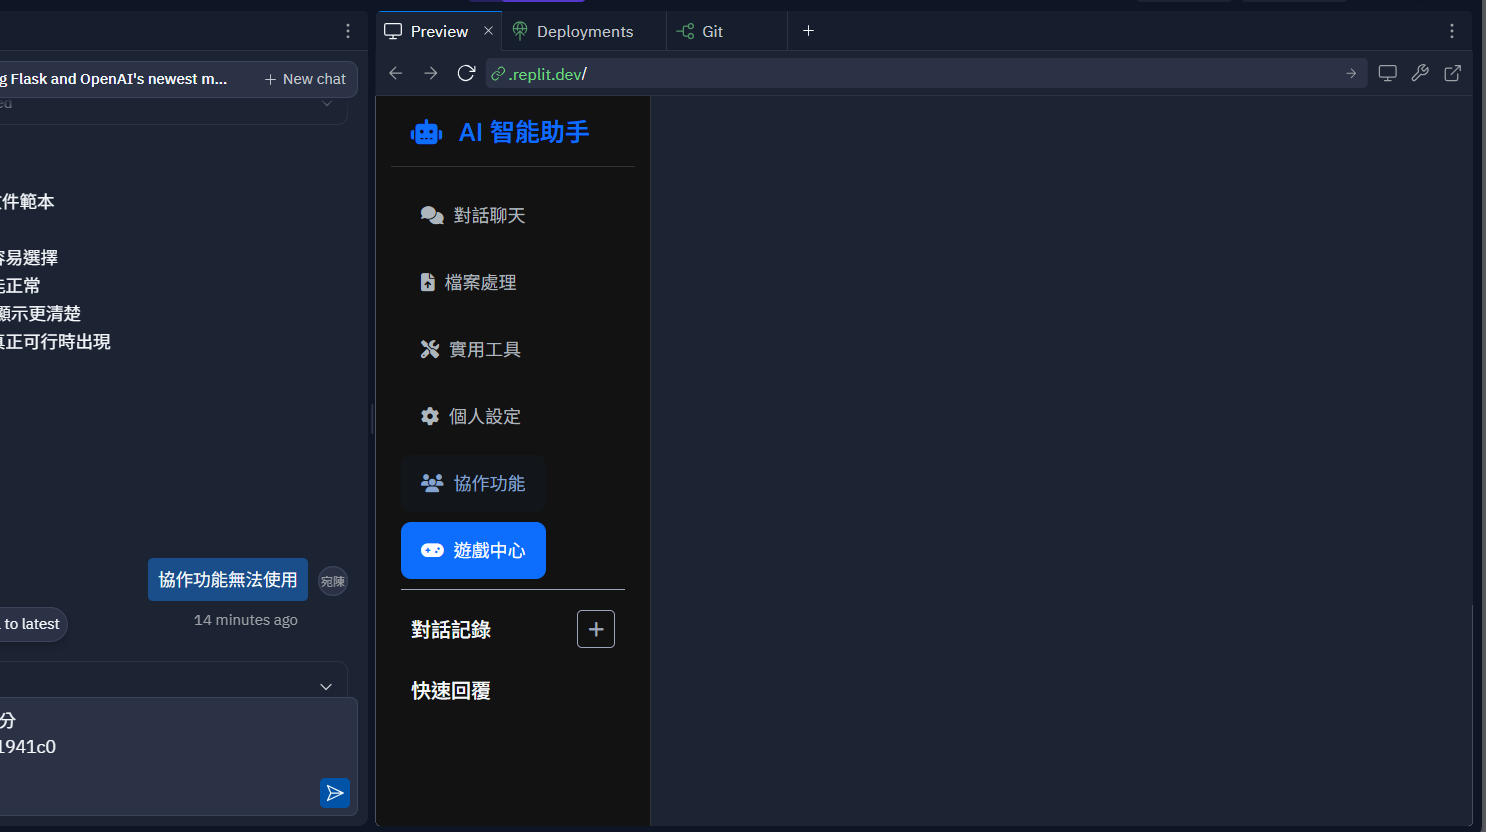 Preview
Deployments
Git
g Flask and OpenAI's newest m...
New chat
.replit.dev/
ed
件範本
容易選擇
能正常
顯示更清楚
真正可行時出現
協作功能無法使用
宛陳
14 minutes ago
to latest
分
1941c0
AI 智能助手
對話聊天
檔案處理
實用工具
個人設定
協作功能
遊戲中心
對話記錄
快速回覆